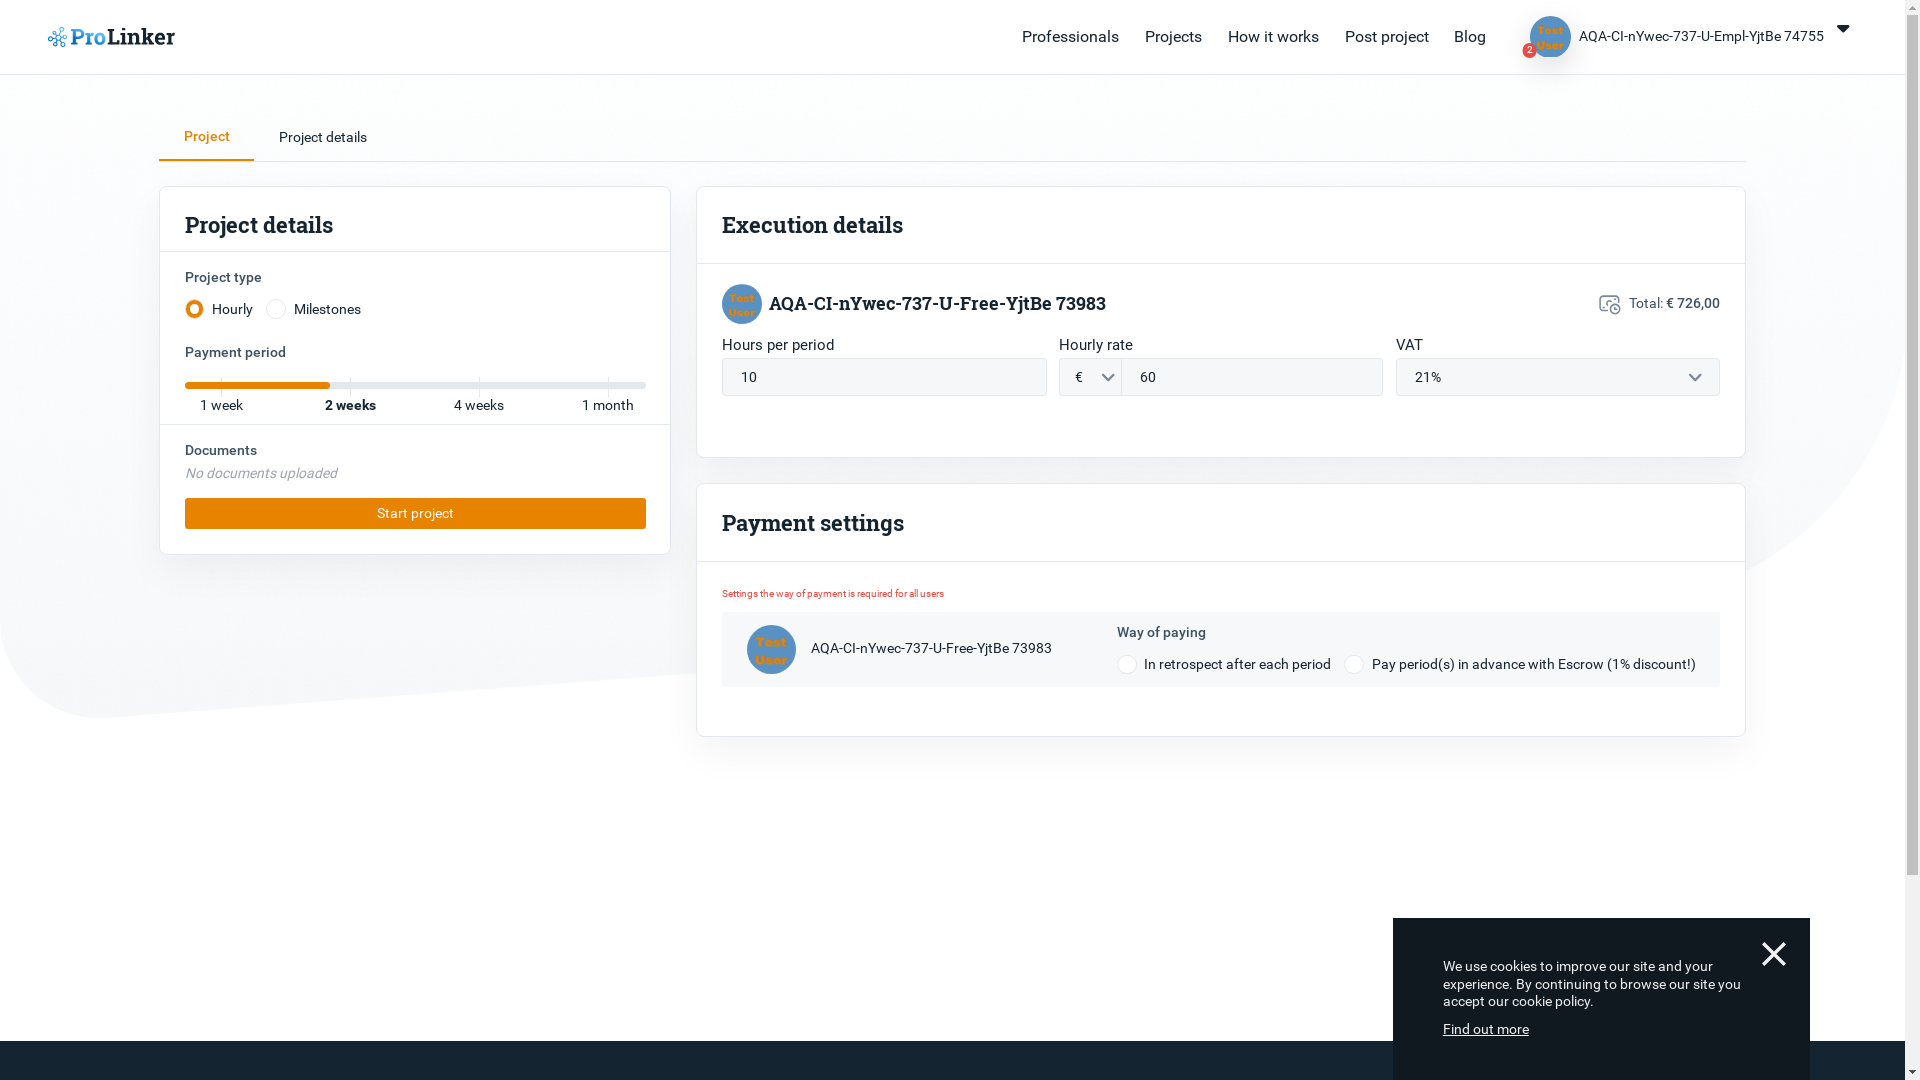 ProLinker
Professionals
Projects
How it works
Post project
Blog
Test
User
2
AQA-CI-nYwec-737-U-Empl-YjtBe 74755
Project
Project details
Project details
Project type
Hourly
Milestones
Payment period
1 week
2 weeks
4 weeks
1 month
Documents
No documents uploaded
Start project
Execution details
Test
User
AQA-CI-nYwec-737-U-Free-YjtBe 73983
Total: € 726,00
Hours per period
Hourly rate
VAT
10
€
60
21%
Payment settings
Settings the way of payment is required for all users
Test
User
AQA-CI-nYwec-737-U-Free-YjtBe 73983
Way of paying
In retrospect after each period
Pay period(s) in advance with Escrow (1% discount!)
We use cookies to improve our site and your
experience. By continuing to browse our site you
accept our cookie policy.
Find out more